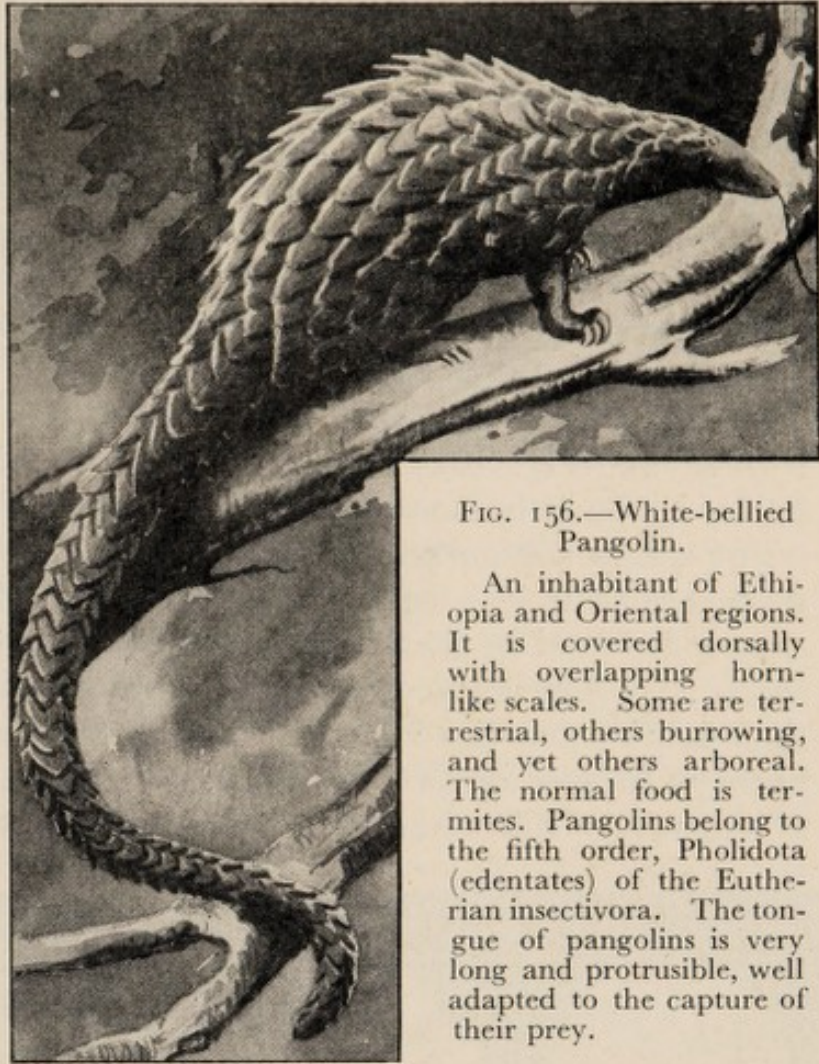 FIG. 156.—White-bellied
Pangolin.
An inhabitant of Ethi-
opia and Oriental regions.
It is covered dorsally
with overlapping horn-
like scales. Some are ter-
restrial, others burrowing,
and yet others arboreal.
The normal food is ter-
mites. Pangolins belong to
the fifth order, Pholidota
(edentates) of the Euthe-
rian insectivora. The ton-
gue of pangolins is very
long and protrusible, well
adapted to the capture of
their prey.